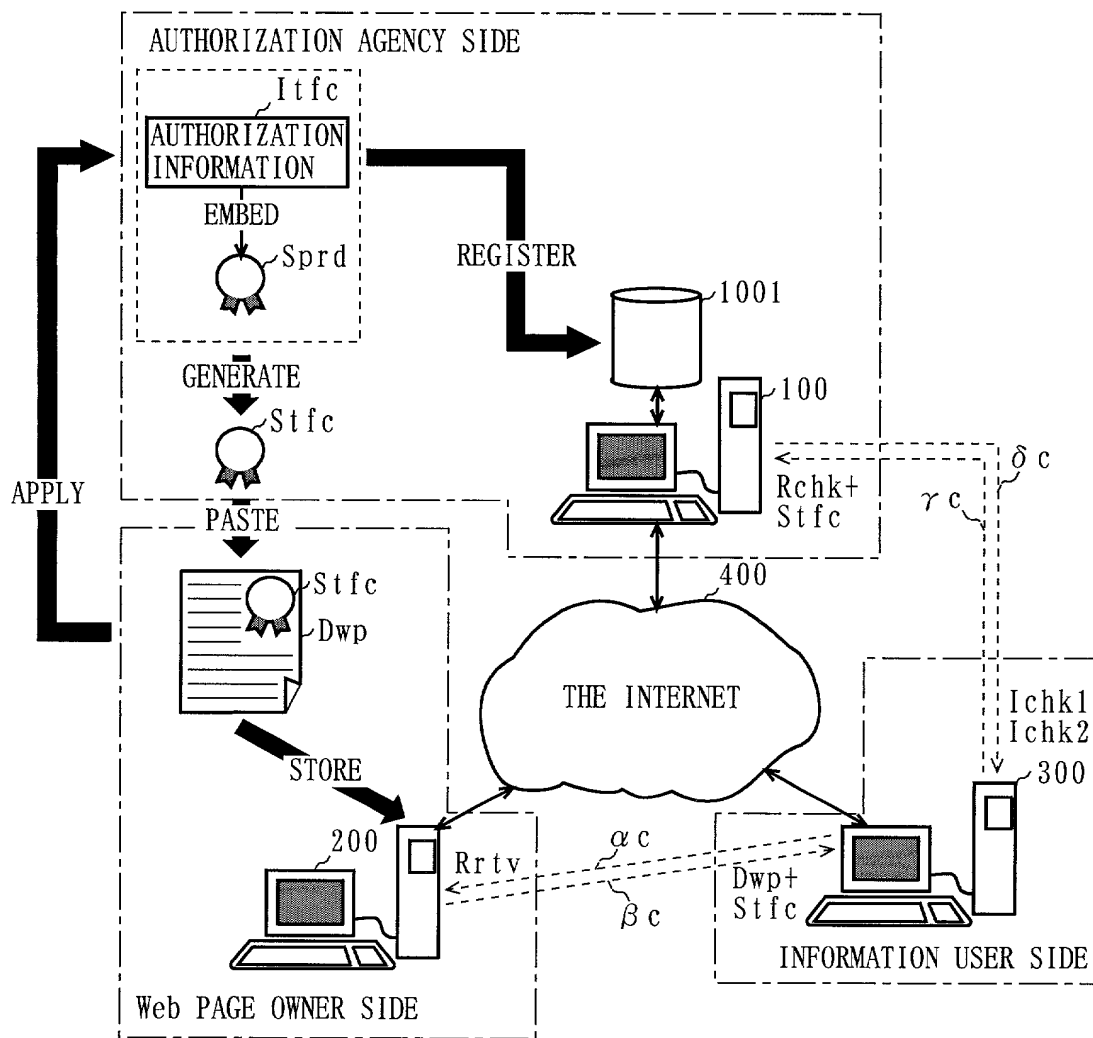 AUTHORIZATION AGENCY SIDE
Itfc
AUTHORIZATION
INFORMATION
EMBED
Sprd
REGISTER
1001
GENERATE
100
Stfc
APPLY
Rchk+
Stfc
γc
δc
PASTE
400
Stfc
Dwp
THE INTERNET
Ichk1
Ichk2
STORE
300
200
Rrtv
αc
βc
Dwp+
Stfc
INFORMATION USER SIDE
Web PAGE OWNER SIDE